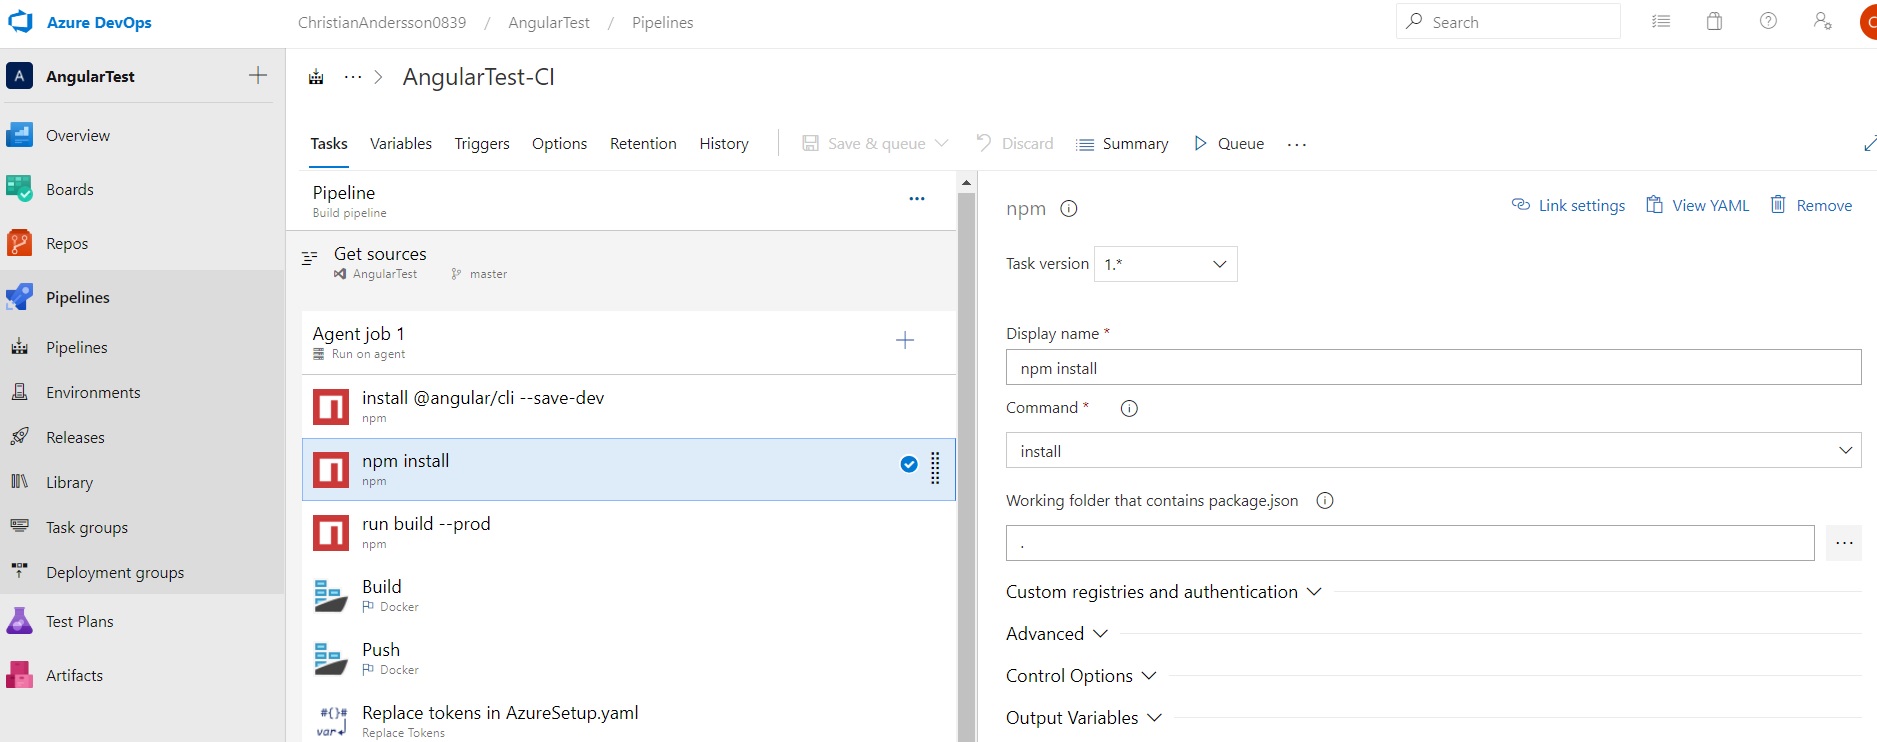 Azure DevOps
ChristianAndersson0839 / AngularTest / Pipelines
Search
C
A AngularTest
Overview
Boards
Repos
Pipelines
Pipelines
Environments
Releases
Library
Task groups
Deployment groups
Test Plans
Artifacts
··· > AngularTest-CI
Tasks Variables Triggers Options Retention History Save & queue Discard Summary Queue ···
Pipeline
Build pipeline
Get sources
AngularTest master
Agent job 1
Run on agent
install @angular/cli --save-dev
npm
npm install
npm
run build --prod
npm
Build
Docker
Push
Docker
#{}#
var
Replace tokens in AzureSetup.yaml
Replace Tokens
npm
Link settings View YAML Remove
Task version 1.*
Display name *
npm install
Command *
install
Working folder that contains package.json
.
Custom registries and authentication
Advanced
Control Options
Output Variables